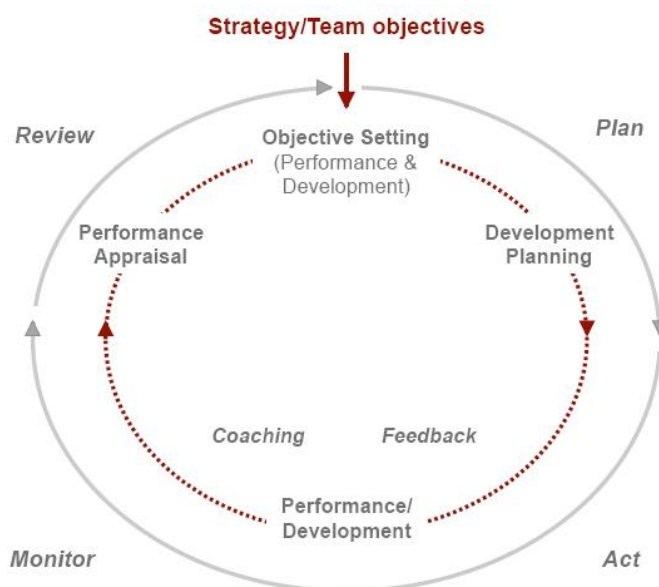 Strategy/Team objectives
Review
Plan
Objective Setting
(Performance &
Development)
Performance
Appraisal
Development
Planning
Coaching
Feedback
Performance/
Development
Monitor
Act